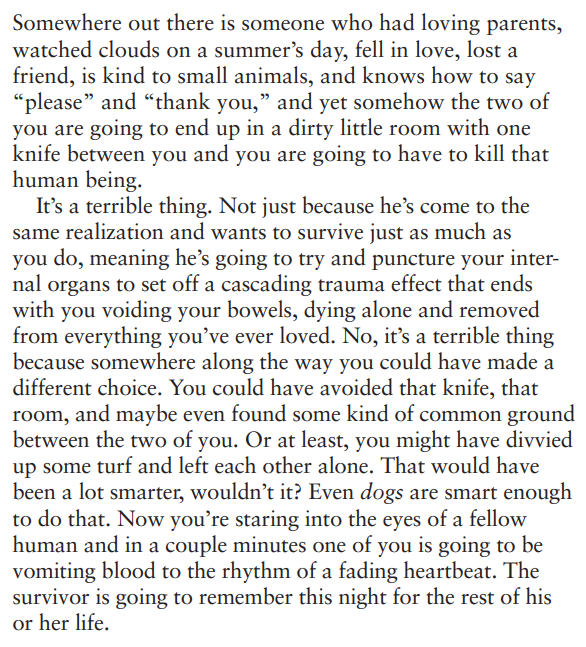 Somewhere out there is someone who had loving parents,
watched clouds on a summer’s day, fell in love, lost a
friend, is kind to small animals, and knows how to say
“please” and “thank you,” and yet somehow the two of
you are going to end up in a dirty little room with one
knife between you and you are going to have to kill that
human being.
It’s a terrible thing. Not just because he’s come to the
same realization and wants to survive just as much as
you do, meaning he’s going to try and puncture your inter-
nal organs to set off a cascading trauma effect that ends
with you voiding your bowels, dying alone and removed
from everything you’ve ever loved. No, it’s a terrible thing
because somewhere along the way you could have made a
different choice. You could have avoided that knife, that
room, and maybe even found some kind of common ground
between the two of you. Or at least, you might have divvied
up some turf and left each other alone. That would have
been a lot smarter, wouldn’t it? Even dogs are smart enough
to do that. Now you’re staring into the eyes of a fellow
human and in a couple minutes one of you is going to be
vomiting blood to the rhythm of a fading heartbeat. The
survivor is going to remember this night for the rest of his
or her life.